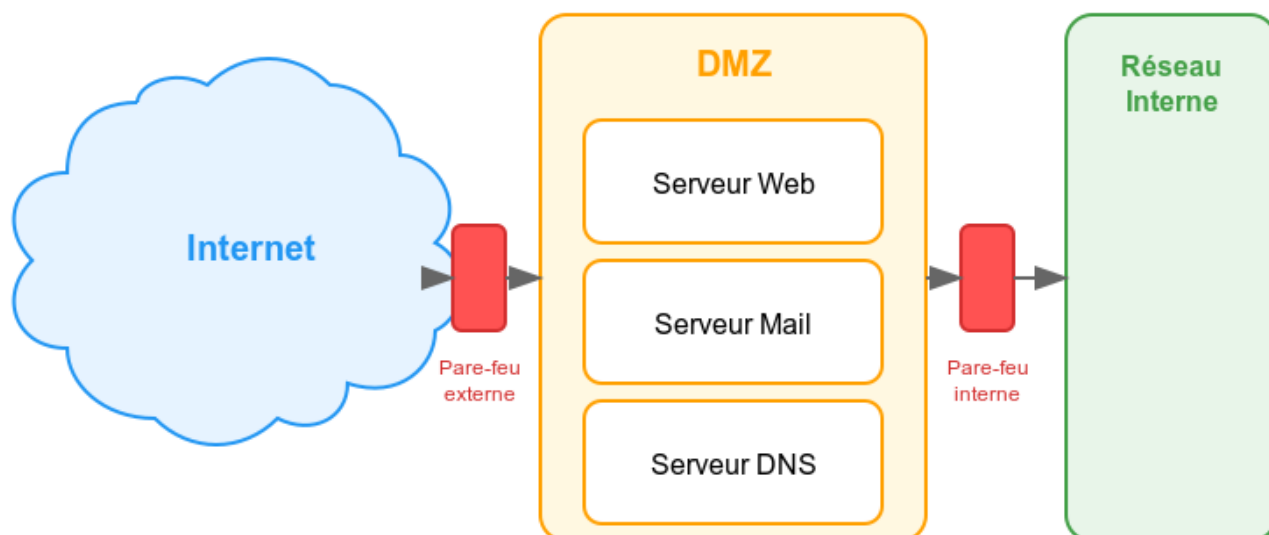 Internet
Pare-feu
externe
DMZ
Serveur Web
Serveur Mail
Serveur DNS
Pare-feu
interne
Réseau
Interne